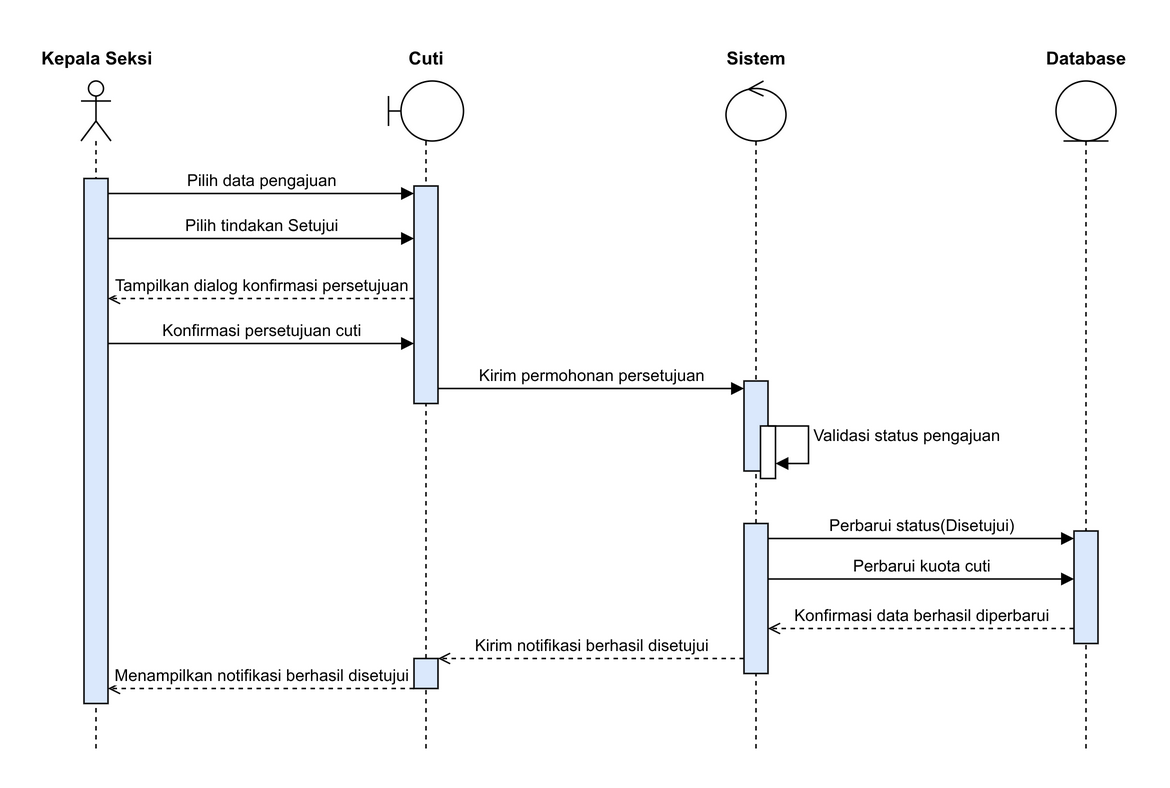 Kepala Seksi
Cuti
Sistem
Database
Pilih data pengajuan
Pilih tindakan Setujui
Tampilkan dialog konfirmasi persetujuan
Konfirmasi persetujuan cuti
Kirim permohonan persetujuan
Validasi status pengajuan
Perbarui status(Disetujui)
Perbarui kuota cuti
Konfirmasi data berhasil diperbarui
Kirim notifikasi berhasil disetujui
Menampilkan notifikasi berhasil disetujui